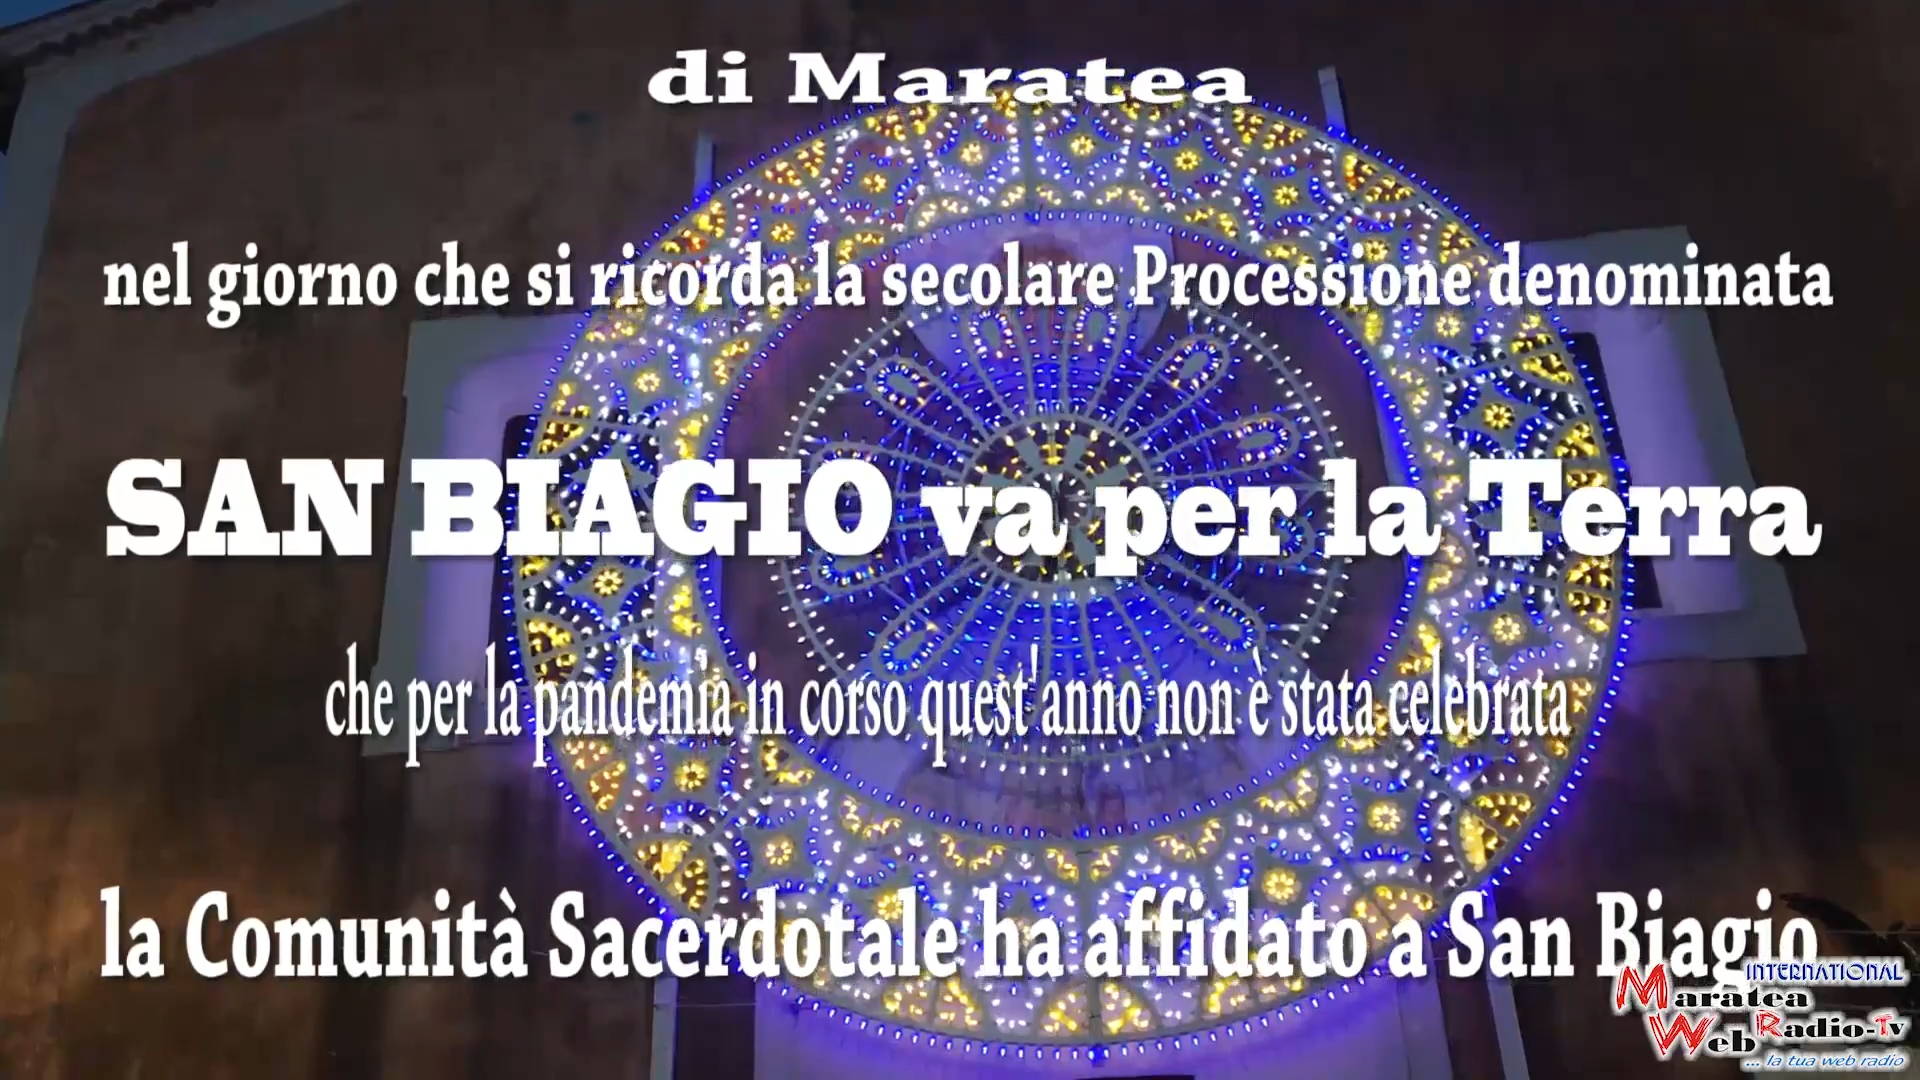 di Maratea
nel giorno che si ricorda la secolare Processione denominata
SAN BIAGIO va per la Terra
che per la pandemia in corso quest'anno non è stata celebrata
la Comunità Sacerdotale ha affidato a San Biagio
INTERNATIONAL
Maratea
Web Radio-Tv
... la tua web radio